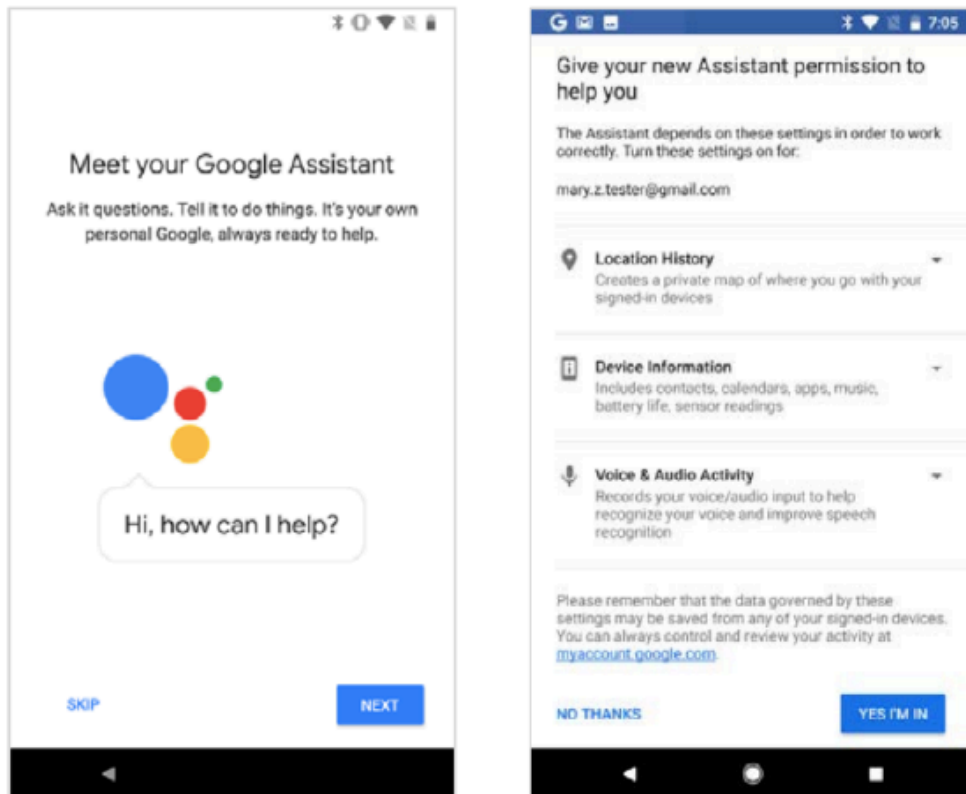 Meet your Google Assistant
Ask it questions. Tell it to do things. It's your own
personal Google, always ready to help.
Hi, how can I help?
SKIP
NEXT
7:05
Give your new Assistant permission to
help you
The Assistant depends on these settings in order to work
correctly. Turn these settings on for:
mary.z.tester@gmail.com
Location History
Creates a private map of where you go with your
signed-in devices
Device Information
Includes contacts, calendars, apps, music,
battery life, sensor readings
Voice & Audio Activity
Records your voice/audio input to help
recognize your voice and improve speech
recognition
Please remember that the data governed by these
settings may be saved from any of your signed-in devices.
You can always control and review your activity at
myaccount.google.com.
NO THANKS
YES I'M IN